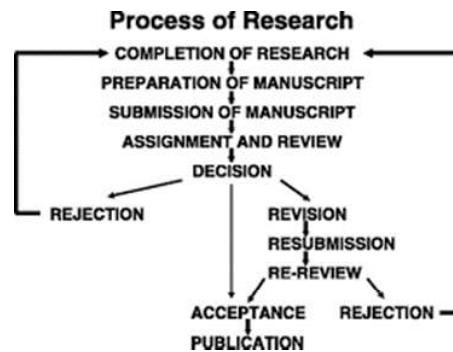 Process of Research
COMPLETION OF RESEARCH
PREPARATION OF MANUSCRIPT
SUBMISSION OF MANUSCRIPT
ASSIGNMENT AND REVIEW
DECISION
REJECTION
REVISION
RESUBMISSION
RE-REVIEW
ACCEPTANCE
REJECTION
PUBLICATION